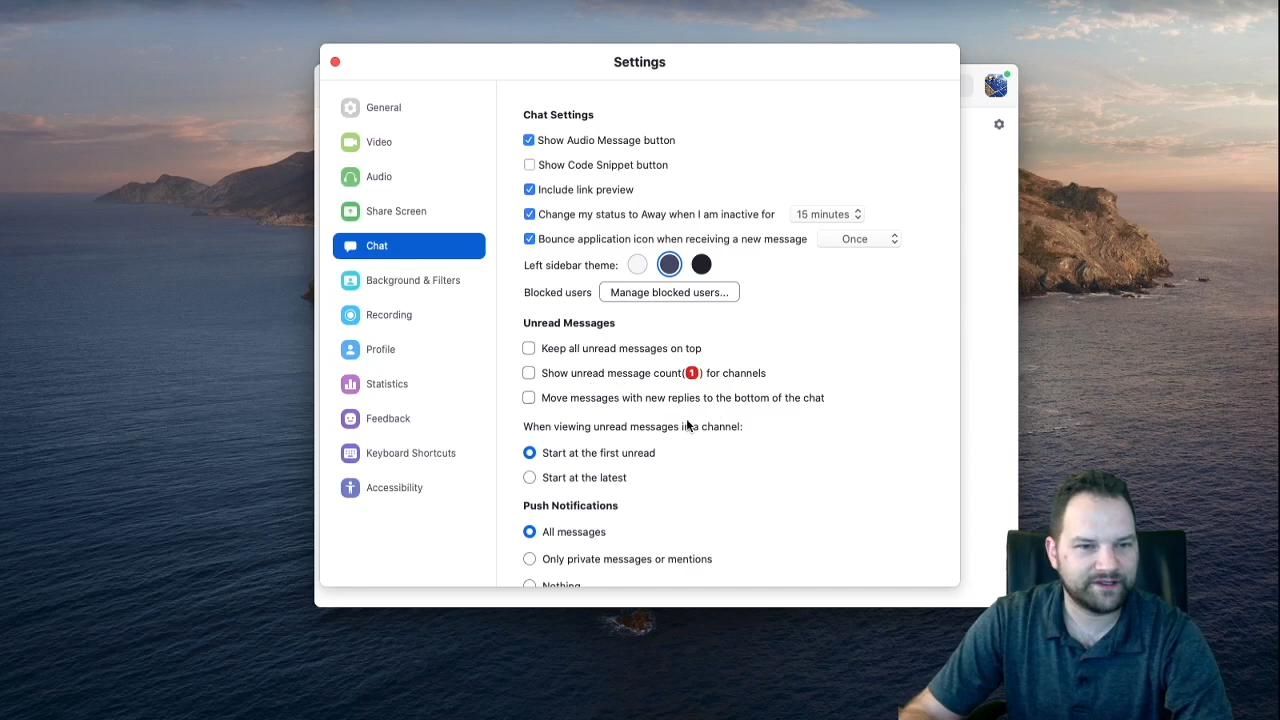 Settings
General
Video
Audio
Share Screen
Chat
Background & Filters
Recording
Profile
Statistics
Feedback
Keyboard Shortcuts
Accessibility
Chat Settings
Show Audio Message button
Show Code Snippet button
Include link preview
Change my status to Away when I am inactive for 15 minutes
Bounce application icon when receiving a new message Once
Left sidebar theme:
Blocked users Manage blocked users...
Unread Messages
Keep all unread messages on top
Show unread message count(1) for channels
Move messages with new replies to the bottom of the chat
When viewing unread messages in a channel:
Start at the first unread
Start at the latest
Push Notifications
All messages
Only private messages or mentions
Nothing